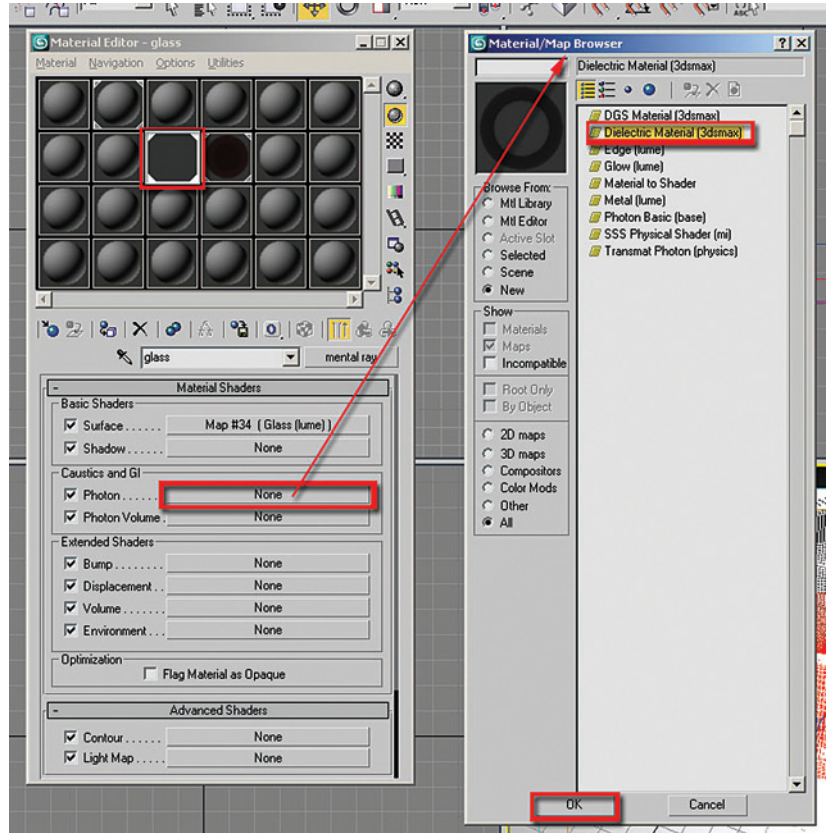 Material Editor - glass
Material Navigation Options Utilities
glass
mental ray
- Material Shaders
Basic Shaders
Surface . . . . . . Map #34 ( Glass (lume) )
Shadow . . . . . . None
Caustics and GI
Photon . . . . . . None
Photon Volume . None
Extended Shaders
Bump . . . . . . . . None
Displacement . . None
Volume . . . . . . None
Environment . . . None
Optimization
Flag Material as Opaque
- Advanced Shaders
Contour . . . . . . None
Light Map . . . . . None
Material/Map Browser
Dielectric Material (3dsmax)
DGS Material (3dsmax)
Dielectric Material (3dsmax)
Edge (lume)
Glow (lume)
Material to Shader
Metal (lume)
Photon Basic (base)
SSS Physical Shader (mi)
Transmat Photon (physics)
Browse From:
Mtl Library
Mtl Editor
Active Slot
Selected
Scene
New
Show
Materials
Maps
Incompatible
Root Only
By Object
2D maps
3D maps
Compositors
Color Mods
Other
All
OK Cancel